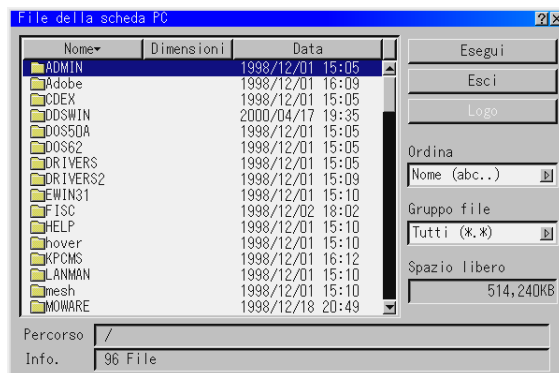 File della scheda PC
Nome Dimensioni Data
ADMIN 1998/12/01 15:05
Adobe 1998/12/01 16:09
CDEX 1998/12/01 15:05
DDSWIN 2000/04/17 19:35
DOS50A 1998/12/01 15:05
DOS62 1998/12/01 15:05
DRIVERS 1998/12/01 15:05
DRIVERS2 1998/12/01 15:09
EWIN31 1998/12/01 15:10
FISC 1998/12/02 18:02
HELP 1998/12/01 15:10
hover 1998/12/01 15:10
KPCMS 1998/12/01 16:12
LANMAN 1998/12/01 15:10
mesh 1998/12/01 15:10
MOWARE 1998/12/18 20:49
Esegui
Esci
Logo
Ordina
Nome (abc..)
Gruppo file
Tutti (*.*)
Spazio libero
514,240KB
Percorso /
Info. 96 File